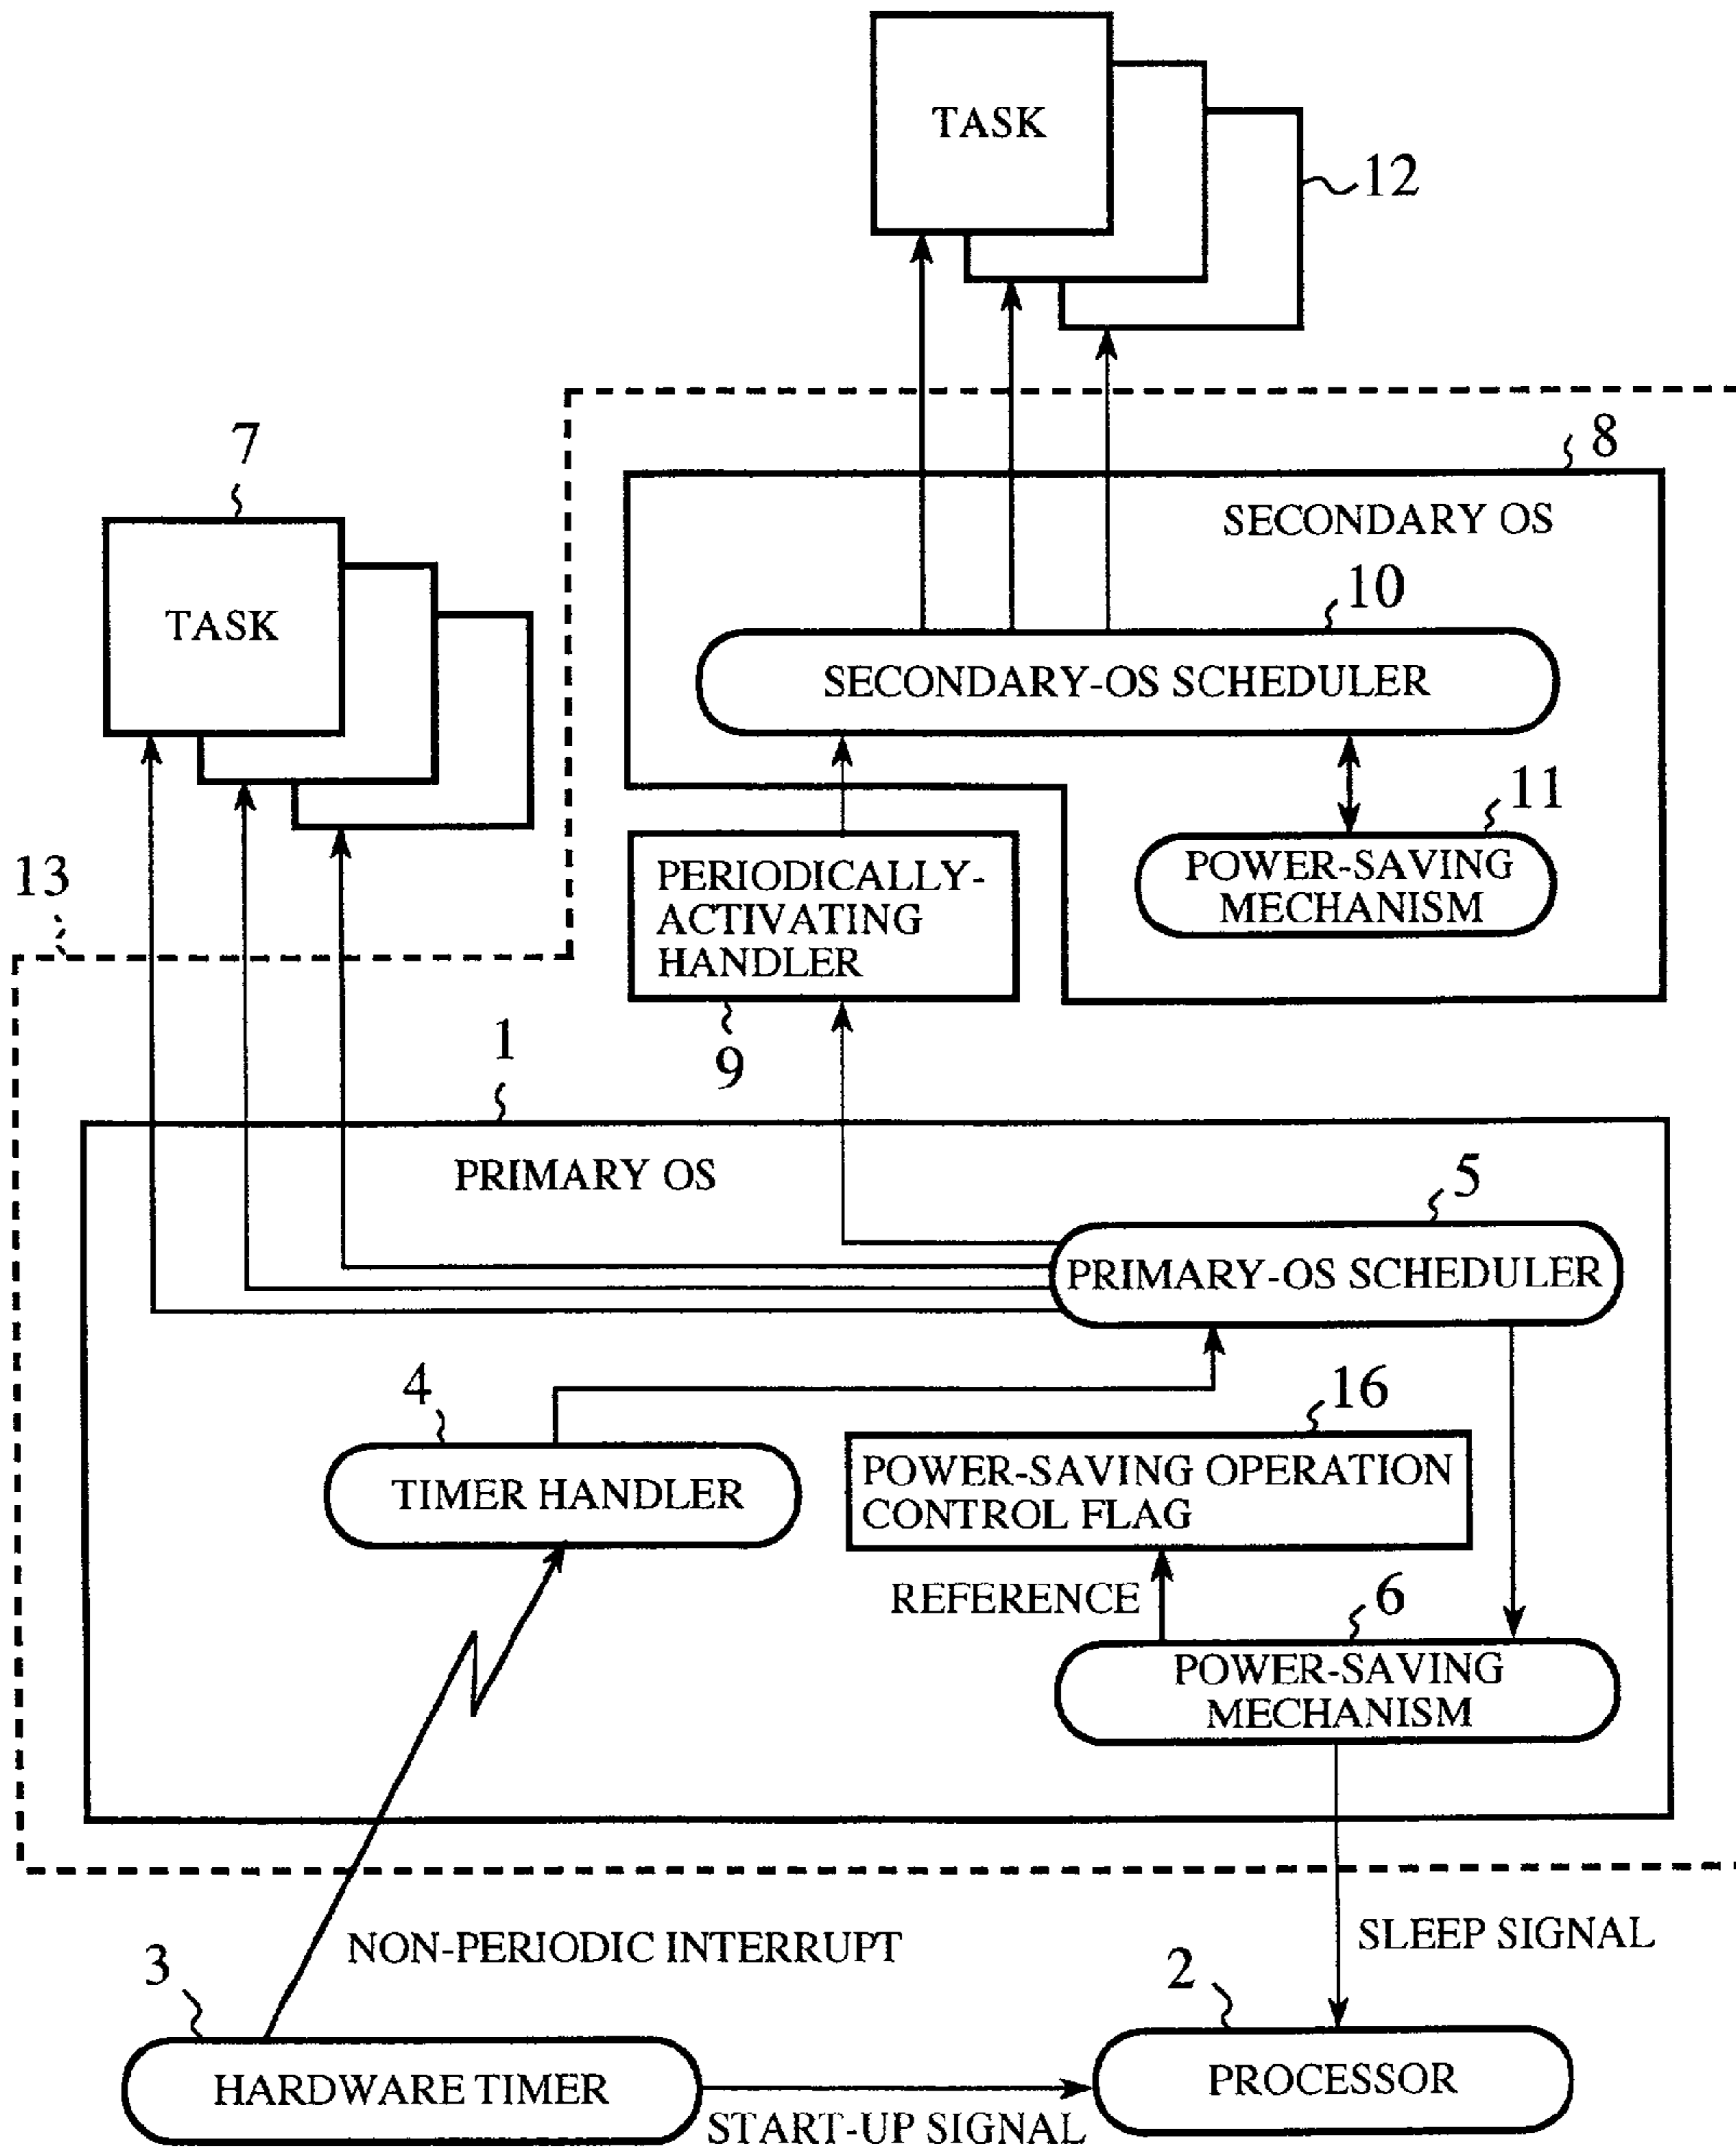 TASK
12
8
7
SECONDARY OS
TASK
10
SECONDARY-OS SCHEDULER
11
13
PERIODICALLY-
ACTIVATING
HANDLER
POWER-SAVING
MECHANISM
9
1
PRIMARY OS
5
PRIMARY-OS SCHEDULER
4
16
TIMER HANDLER
POWER-SAVING OPERATION
CONTROL FLAG
REFERENCE
6
POWER-SAVING
MECHANISM
NON-PERIODIC INTERRUPT
SLEEP SIGNAL
3
2
HARDWARE TIMER
START-UP SIGNAL
PROCESSOR